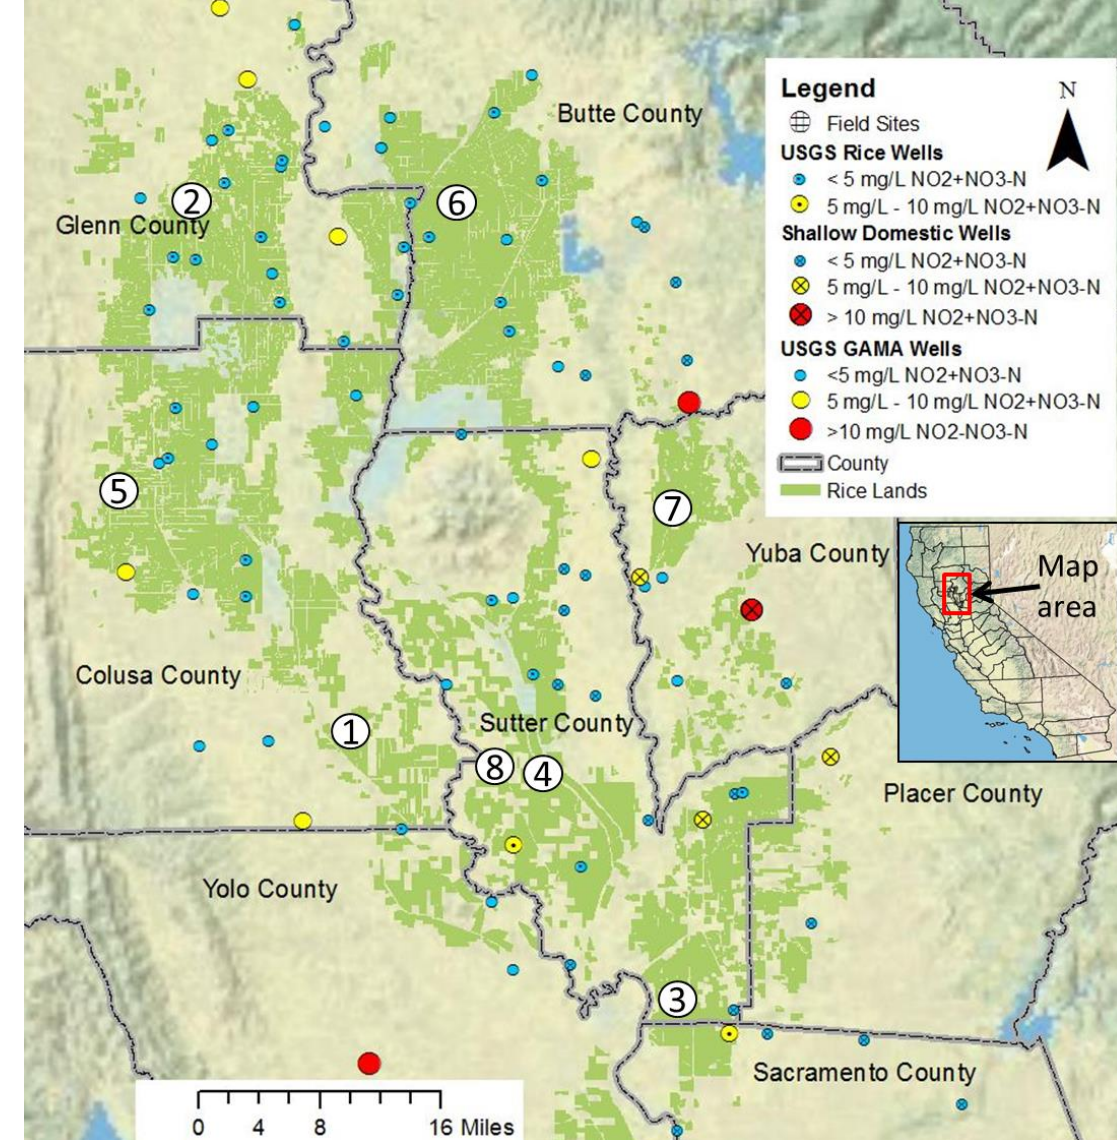 Butte County
Legend
N
Field Sites
USGS Rice Wells
< 5 mg/L NO2+NO3-N
5 mg/L - 10 mg/L NO2+NO3-N
Shallow Domestic Wells
< 5 mg/L NO2+NO3-N
5 mg/L - 10 mg/L NO2+NO3-N
> 10 mg/L NO2+NO3-N
USGS GAMA Wells
<5 mg/L NO2+NO3-N
5 mg/L - 10 mg/L NO2+NO3-N
>10 mg/L NO2-NO3-N
County
Rice Lands
2
6
Glenn County
5
7
Yuba County
Map
area
Colusa County
1
Sutter County
8
4
Placer County
Yolo County
3
Sacramento County
0 4 8 16 Miles